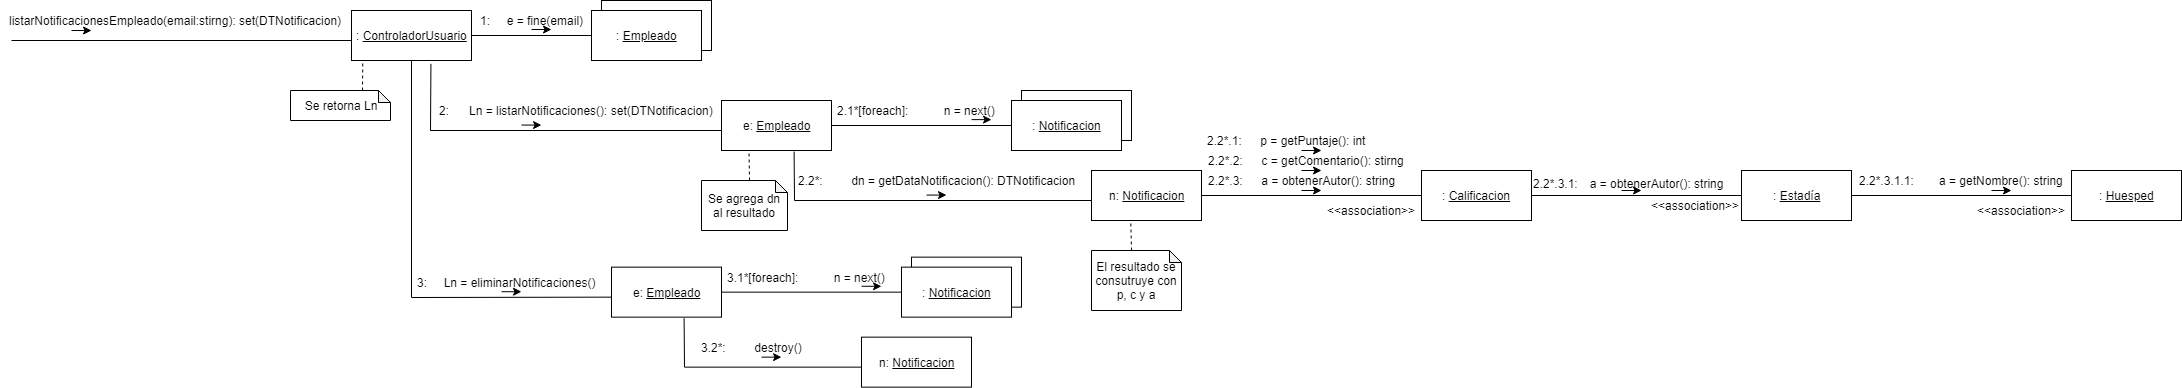 listarNotificacionesEmpleado(email:stirng): set(DTNotificacion)
: ControladorUsuario
1: e = fine(email)
: Empleado
Se retorna Ln
2: Ln = listarNotificaciones(): set(DTNotificacion)
e: Empleado
2.1*[foreach]: n = next()
: Notificacion
Se agrega dn
al resultado
2.2*: dn = getDataNotificacion(): DTNotificacion
n: Notificacion
2.2*.1: p = getPuntaje(): int
2.2*.2: c = getComentario(): stirng
2.2*.3: a = obtenerAutor(): string
<<association>>
: Calificacion
2.2*.3.1: a = obtenerAutor(): string
<<association>>
: Estadía
2.2*.3.1.1: a = getNombre(): string
<<association>>
: Huesped
El resultado se
consutruye con
p, c y a
3: Ln = eliminarNotificaciones()
e: Empleado
3.1*[foreach]: n = next()
: Notificacion
3.2*: destroy()
n: Notificacion